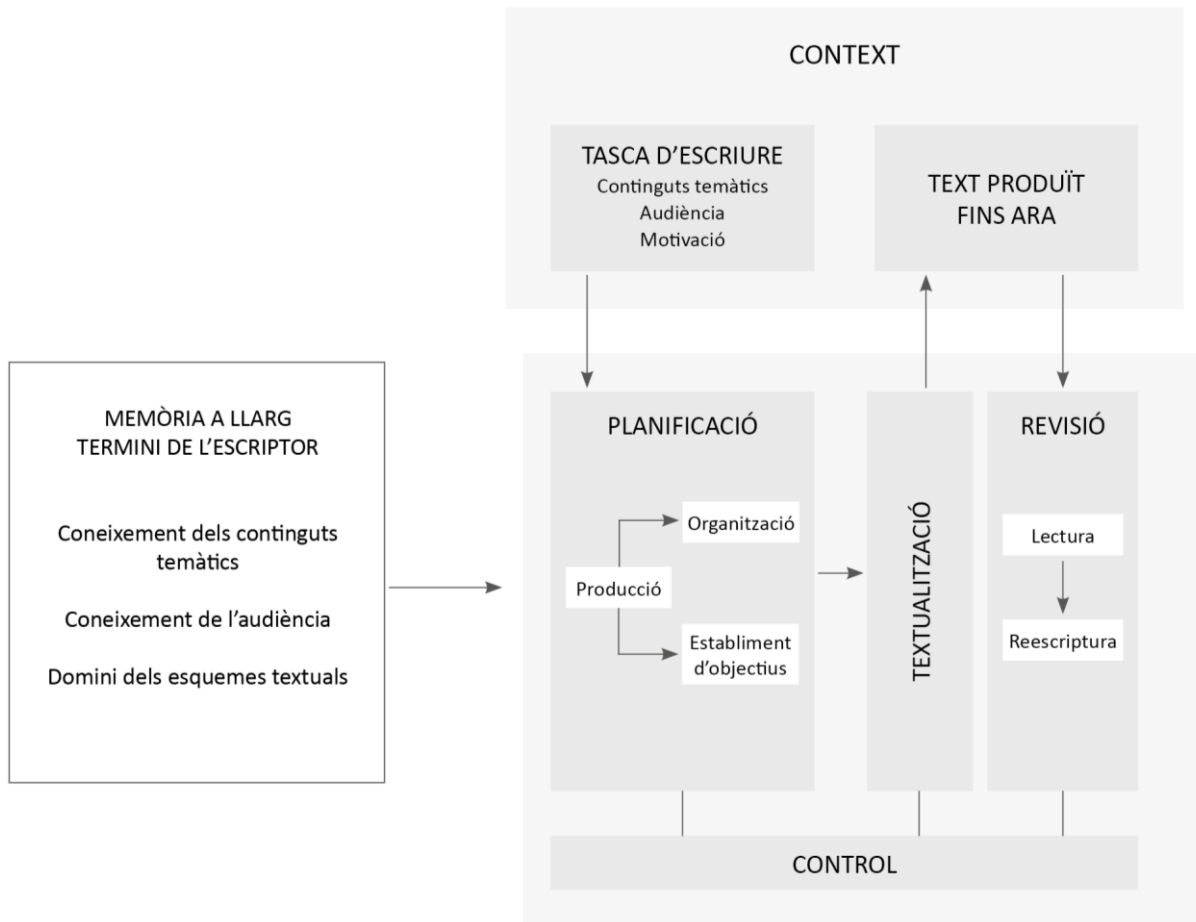 CONTEXT
TASCA D’ESCRIURE
Continguts temàtics
Audiència
Motivació
TEXT PRODUÏT
FINS ARA
MEMÒRIA A LLARG
TERMINI DE L’ESCRIPTOR
Coneixement dels continguts
temàtics
Coneixement de l’audiència
Domini dels esquemes textuals
PLANIFICACIÓ
Organització
Producció
Establiment
d’objectius
TEXTUALITZACIÓ
REVISIÓ
Lectura
Reescriptura
CONTROL